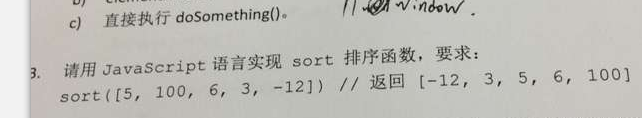 c) 直接执行 doSomething()。 window.
3. 请用 JavaScript 语言实现 sort 排序函数，要求：
sort([5, 100, 6, 3, -12]) // 返回 [-12, 3, 5, 6, 100]